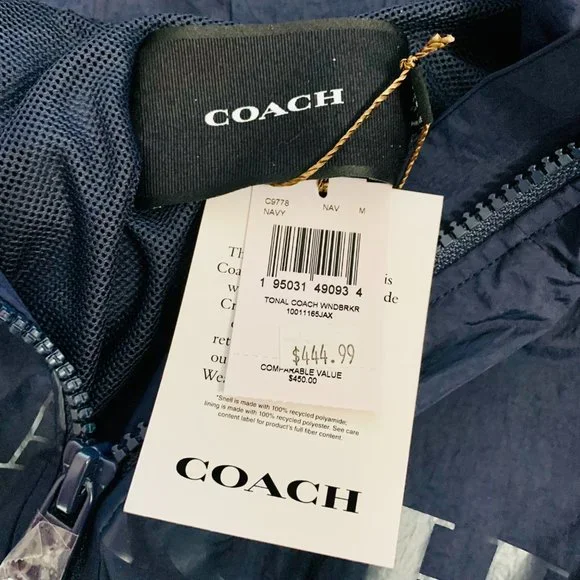 COACH
C9778 NAV M
NAVY
1 95031 49093 4
TONAL COACH WNDBRKR
10011165JAX
$444.99
COMPARABLE VALUE
$450.00
*Shell is made with 100% recycled polyamide;
lining is made with 100% recycled polyester. See care
content label for product's full fiber content.
COACH